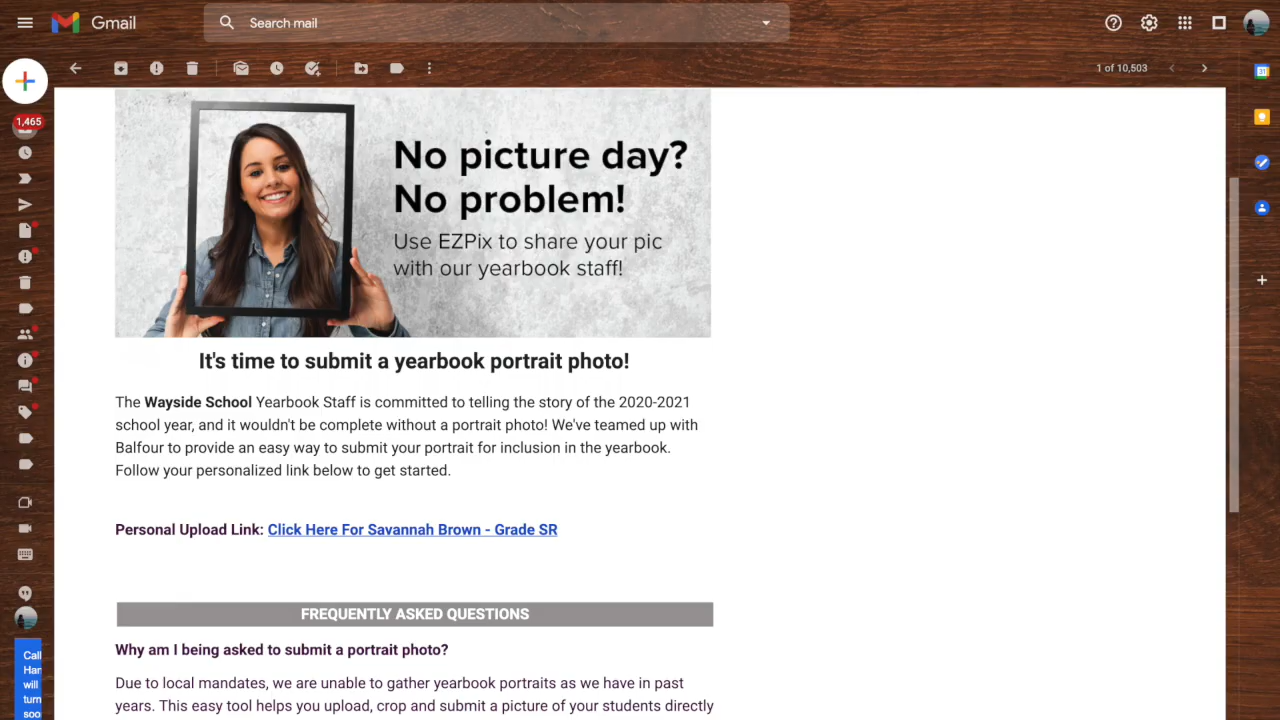 Gmail
Search mail
1 of 10,503
31
1,465
No picture day?
No problem!
Use EZPix to share your pic
with our yearbook staff!
It's time to submit a yearbook portrait photo!
The Wayside School Yearbook Staff is committed to telling the story of the 2020-2021
school year, and it wouldn't be complete without a portrait photo! We've teamed up with
Balfour to provide an easy way to submit your portrait for inclusion in the yearbook.
Follow your personalized link below to get started.
Personal Upload Link: Click Here For Savannah Brown - Grade SR
FREQUENTLY ASKED QUESTIONS
Why am I being asked to submit a portrait photo?
Due to local mandates, we are unable to gather yearbook portraits as we have in past
years. This easy tool helps you upload, crop and submit a picture of your students directly
Call
Han
will
turn
soo